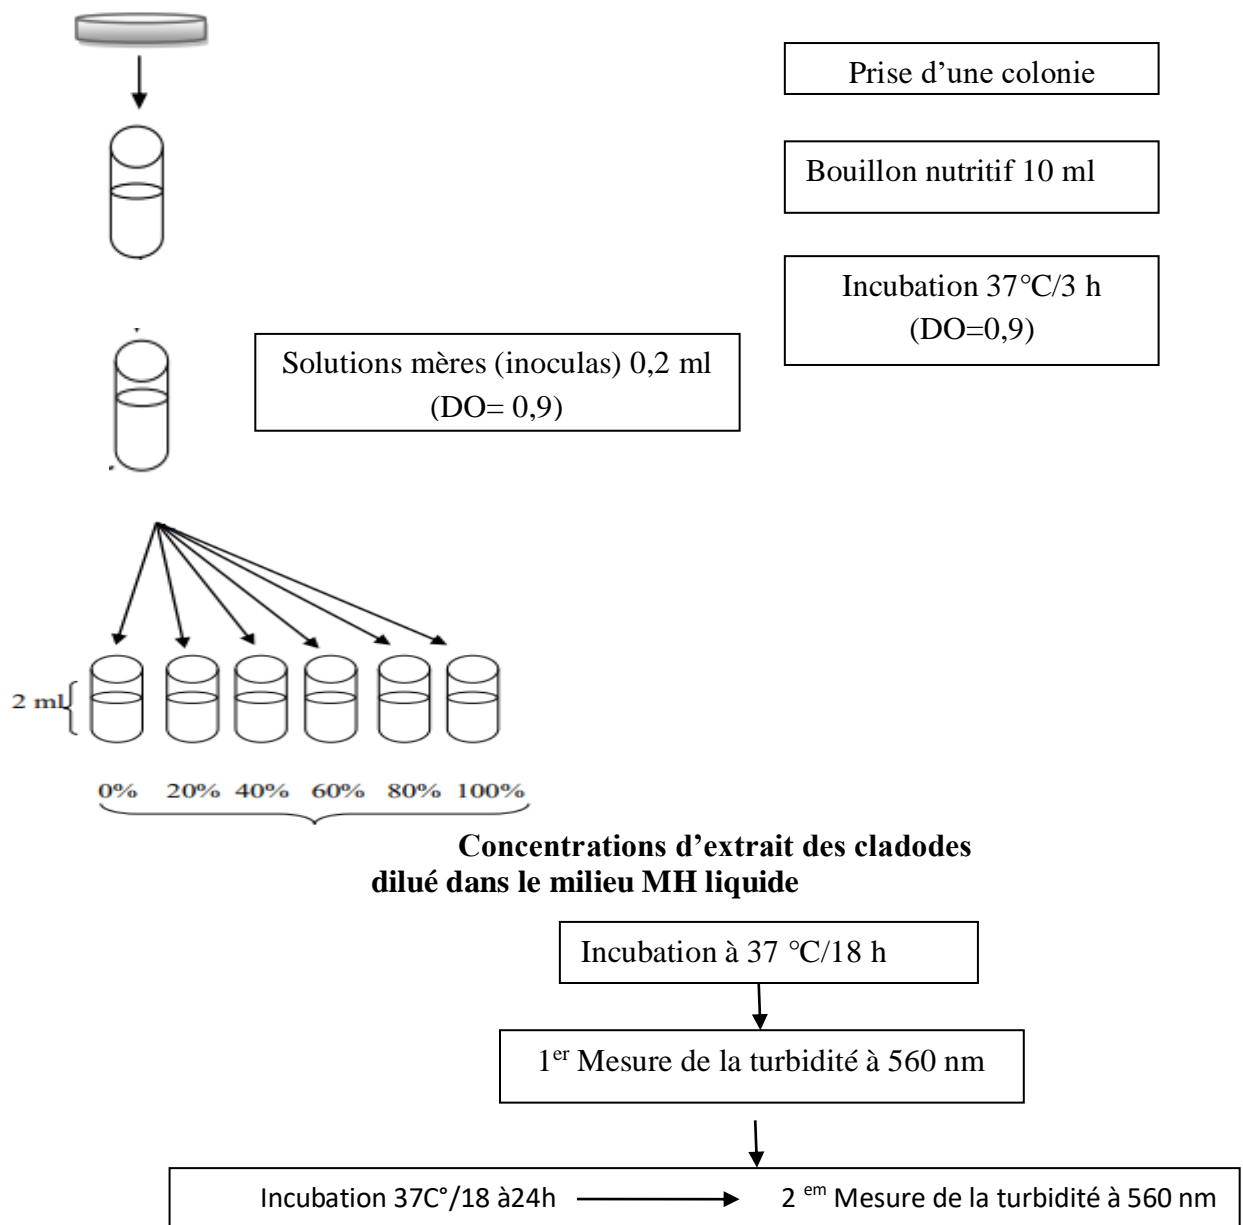 Prise d’une colonie
Bouillon nutritif 10 ml
Incubation 37°C/3 h
(DO=0,9)
Solutions mères (inoculas) 0,2 ml
(DO= 0,9)
2 ml
0% 20% 40% 60% 80% 100%
Concentrations d’extrait des cladodes
dilué dans le milieu MH liquide
Incubation à 37 °C/18 h
1er Mesure de la turbidité à 560 nm
Incubation 37C°/18 à24h 2 em Mesure de la turbidité à 560 nm